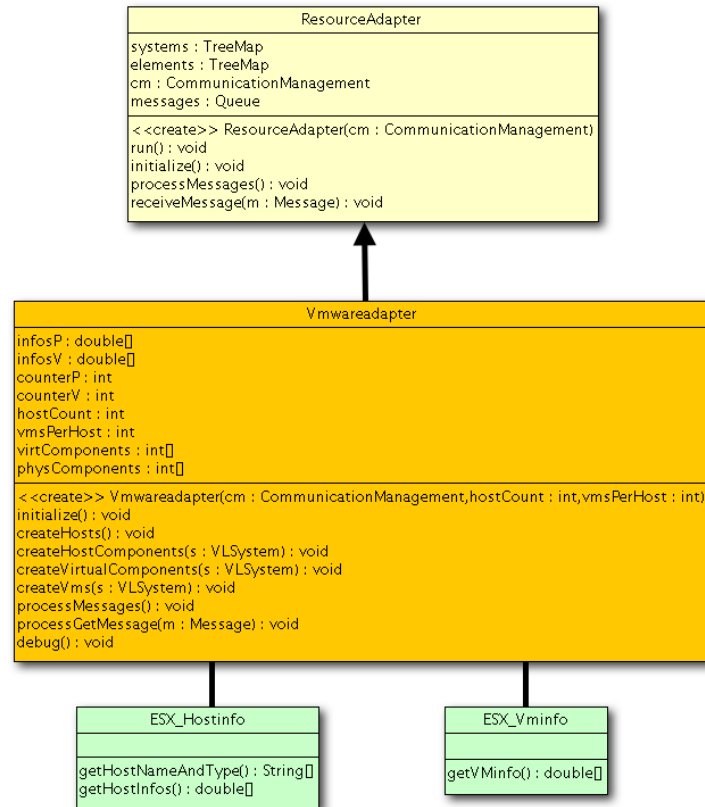 ResourceAdapter
systems : TreeMap
elements : TreeMap
cm : CommunicationManagement
messages : Queue
<<create>> ResourceAdapter(cm : CommunicationManagement)
run() : void
initialize() : void
processMessages() : void
receiveMessage(m : Message) : void
Vmwareadapter
infosP : double[]
infosV : double[]
counterP : int
counterV : int
hostCount : int
vmsPerHost : int
virtComponents : int[]
physComponents : int[]
<<create>> Vmwareadapter(cm : CommunicationManagement,hostCount : int,vmsPerHost : int)
initialize() : void
createHosts() : void
createHostComponents(s : VLSystem) : void
createVirtualComponents(s : VLSystem) : void
createVms(s : VLSystem) : void
processMessages() : void
processGetMessage(m : Message) : void
debug() : void
ESX_Hostinfo
getHostNameAndType() : String[]
getHostInfos() : double[]
ESX_Vminfo
getVMinfo() : double[]